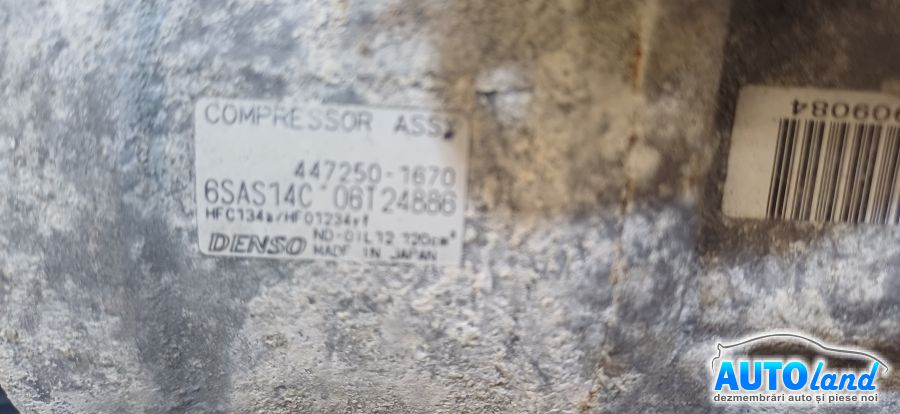 COMPRESSOR ASSY
447250-1670
6SAS14C 06T24886
HFC134a/HFO1234yf
ND-OIL12 120cm³
DENSO MADE IN JAPAN
909084
AUTOland
dezmembrări auto și piese noi